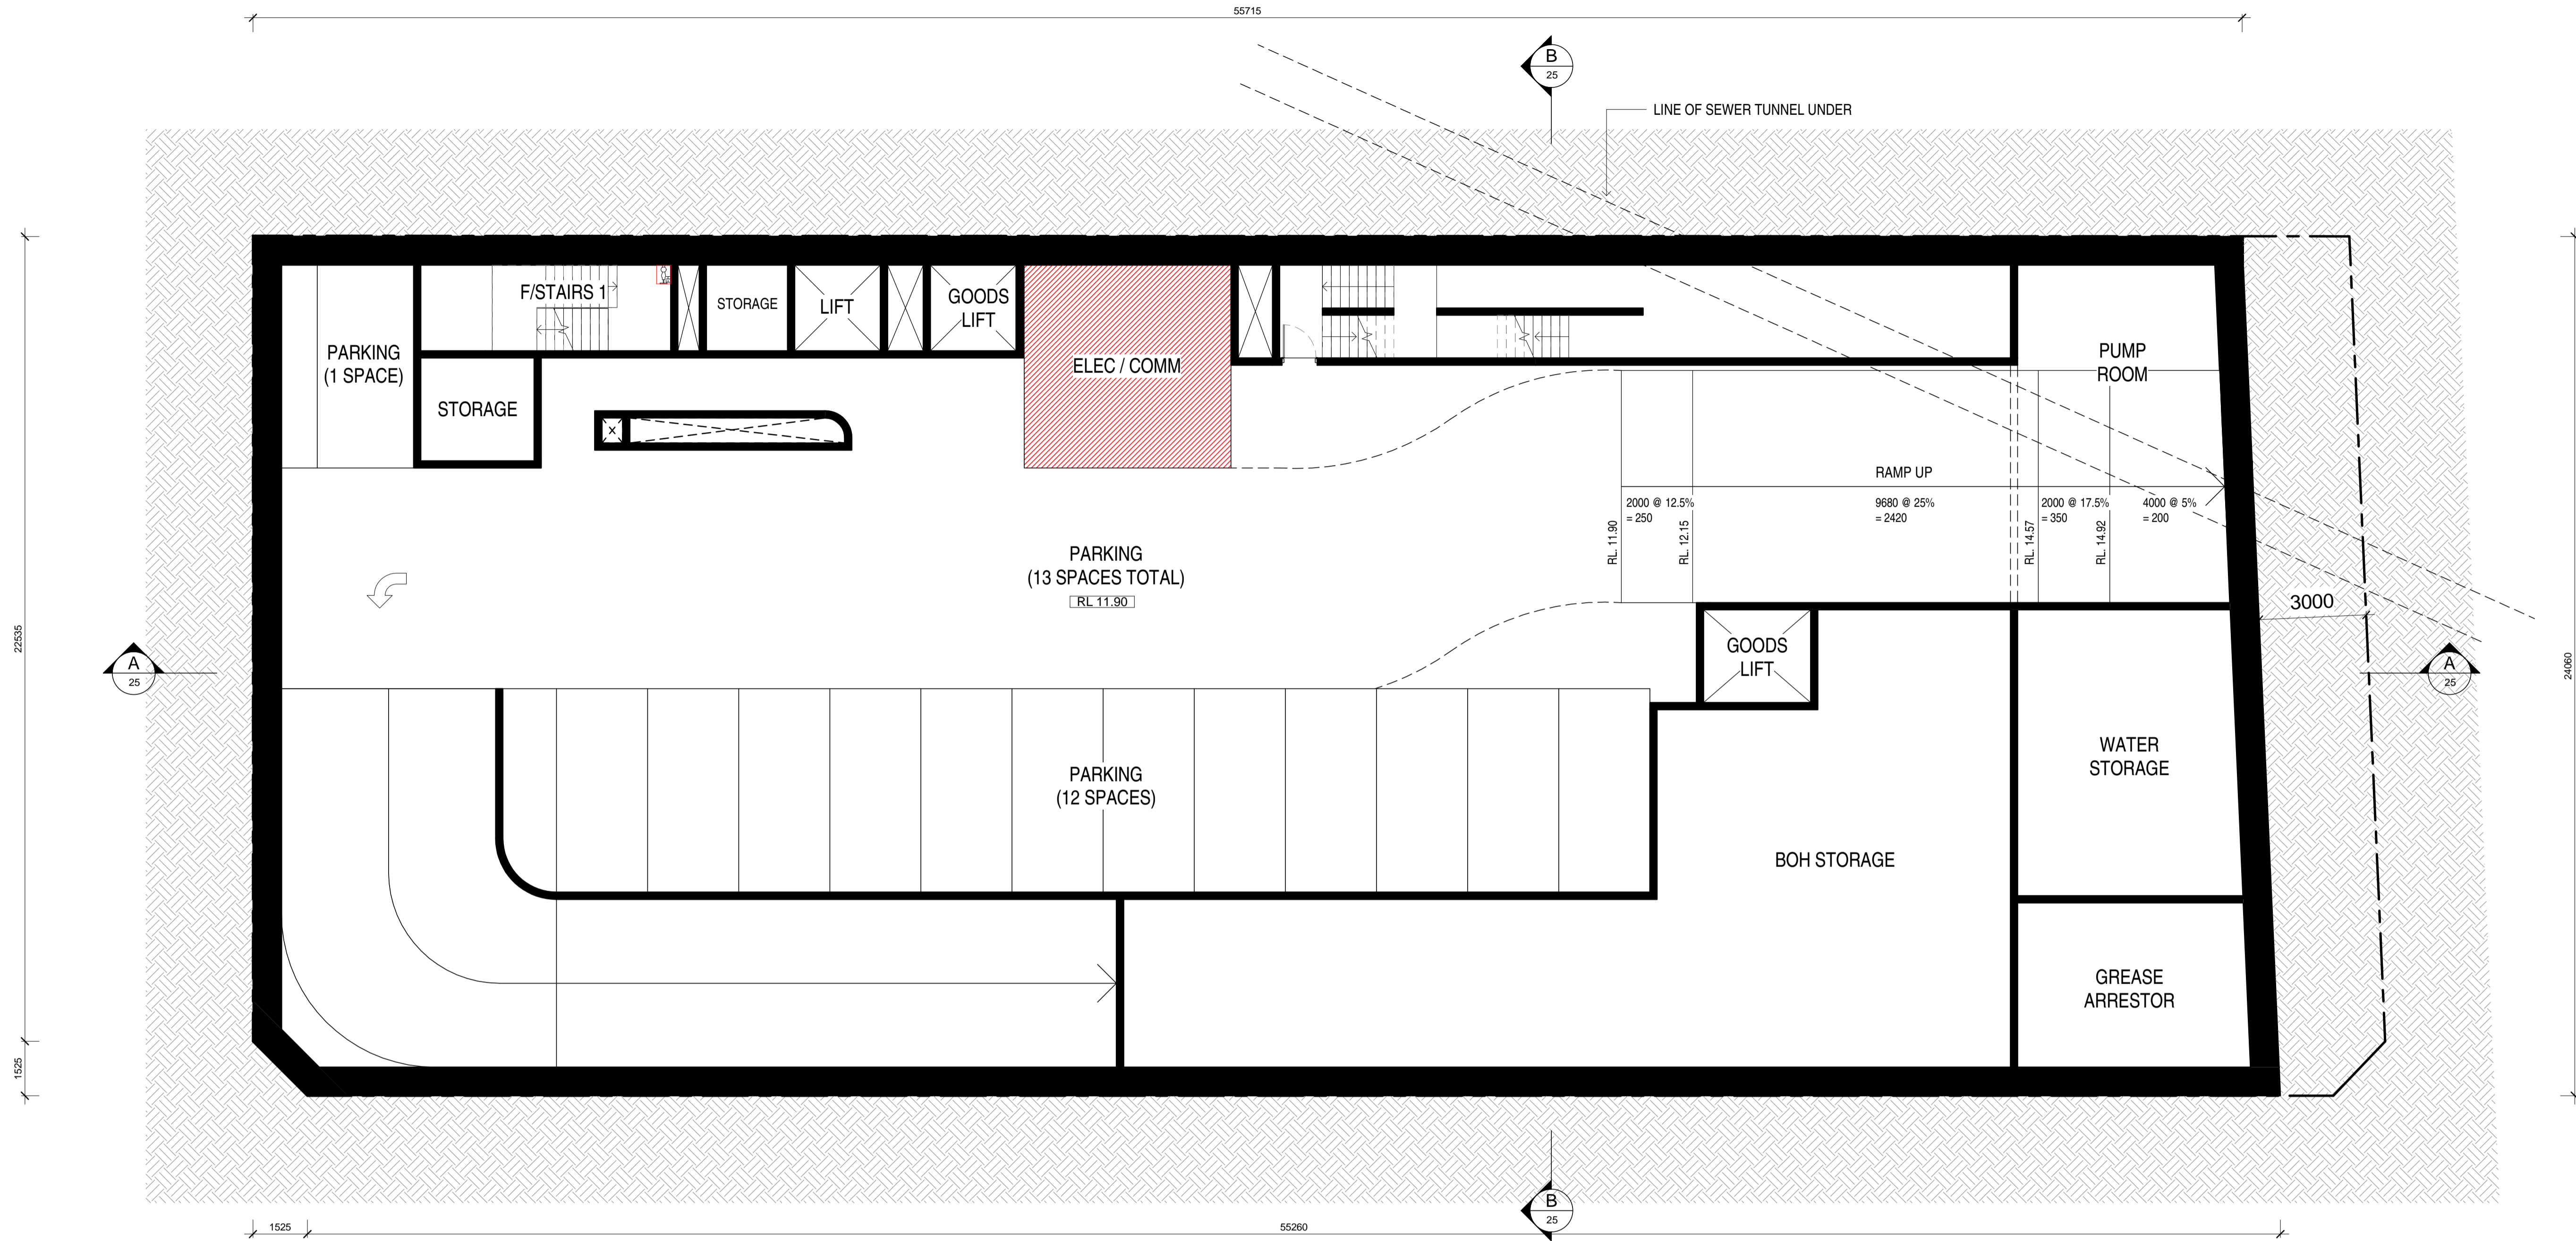 55715
B
25
LINE OF SEWER TUNNEL UNDER
F/STAIRS 1
STORAGE
LIFT
GOODS
LIFT
ELEC / COMM
PARKING
(1 SPACE)
STORAGE
PUMP
ROOM
RAMP UP
2000 @ 12.5%
= 250
9680 @ 25%
= 2420
2000 @ 17.5%
= 350
4000 @ 5%
= 200
RL. 11.90
RL. 12.15
RL. 14.57
RL. 14.92
PARKING
(13 SPACES TOTAL)
RL 11.90
3000
22535
24060
A
25
GOODS
LIFT
A
25
WATER
STORAGE
PARKING
(12 SPACES)
BOH STORAGE
GREASE
ARRESTOR
1525
B
25
1525
55260